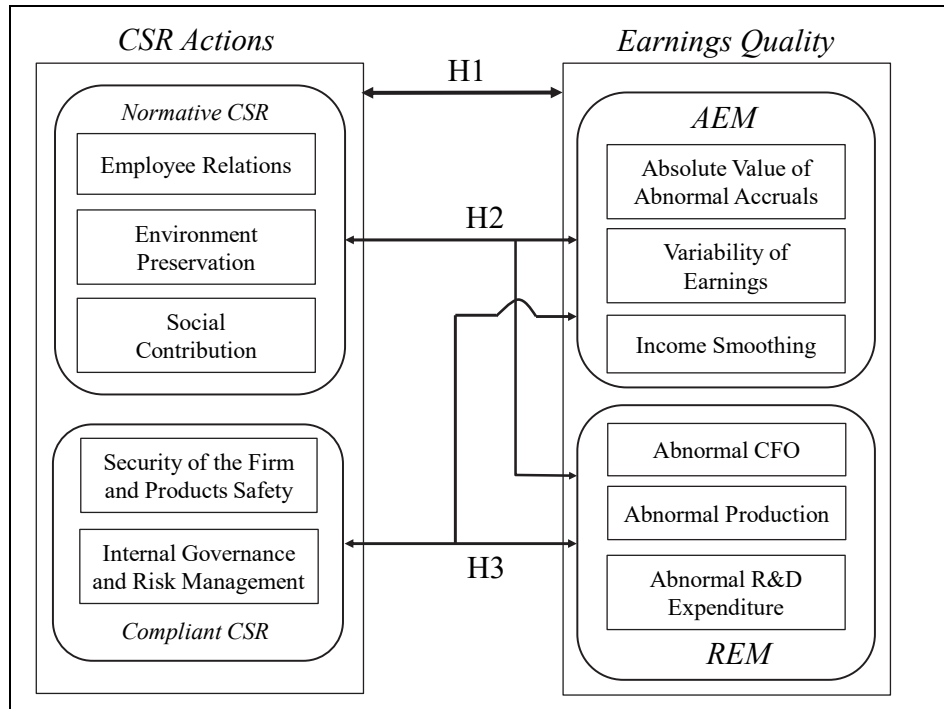 CSR Actions
Normative CSR
Employee Relations
Environment
Preservation
Social
Contribution
Security of the Firm
and Products Safety
Internal Governance
and Risk Management
Compliant CSR
H1
H2
H3
Earnings Quality
AEM
Absolute Value of
Abnormal Accruals
Variability of
Earnings
Income Smoothing
Abnormal CFO
Abnormal Production
Abnormal R&D
Expenditure
REM